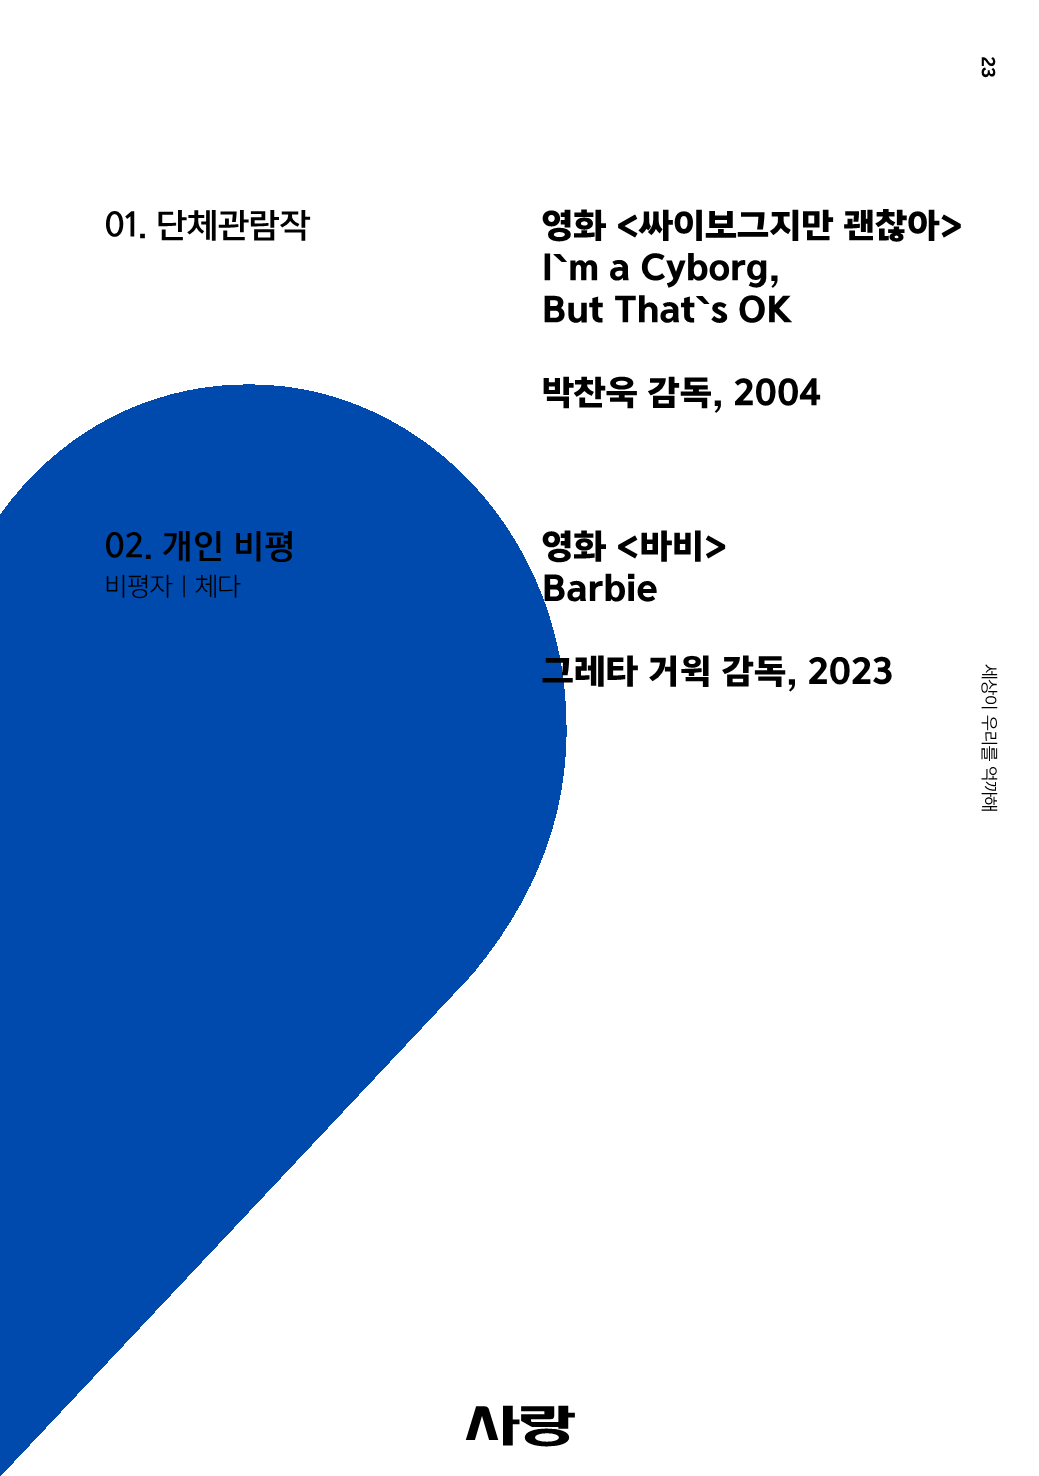 23
01. 단체관람작
영화 <싸이보그지만 괜찮아>
I`m a Cyborg,
But That`s OK
박찬욱 감독, 2004
02. 개인 비평
비평자 | 체다
영화 <바비>
Barbie
그레타 거윅 감독, 2023
세상이 우리를 억까해
사랑